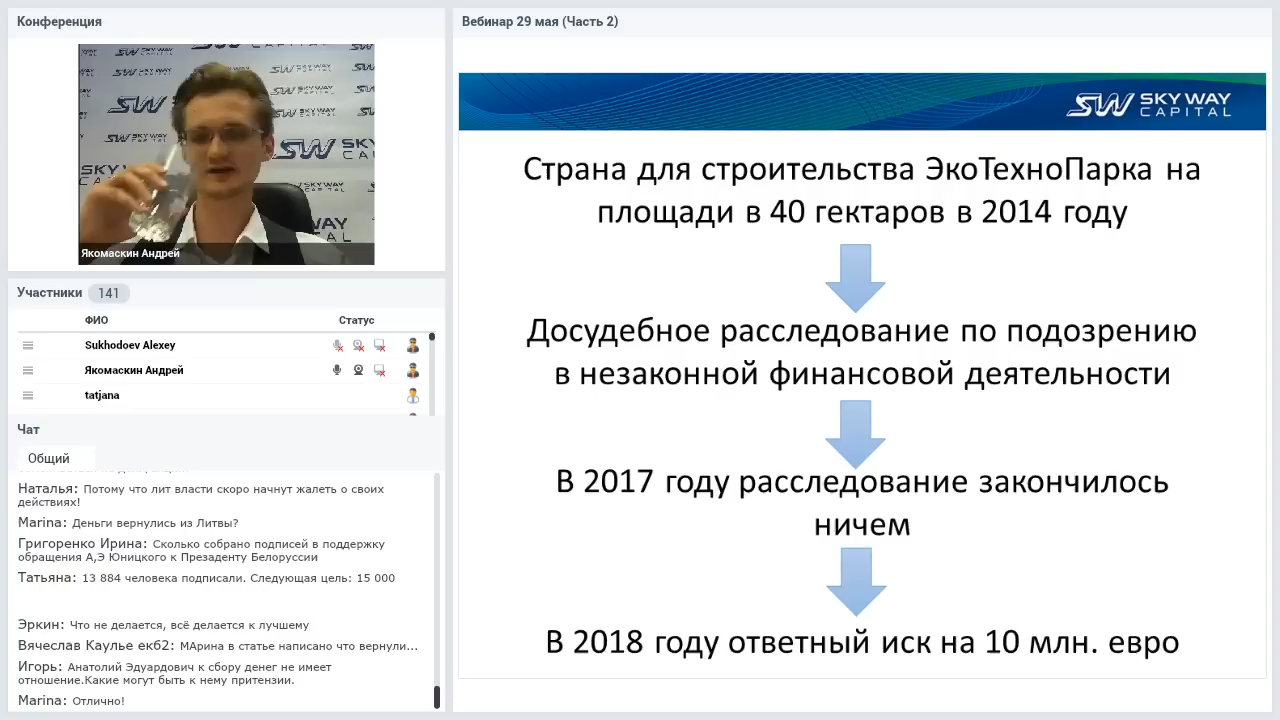 Конференция
SW SKY WAY CAPITAL
Якомаскин Андрей
Участники 141
ФИО Статус
Sukhodoev Alexey
Якомаскин Андрей
tatjana
Чат
Общий
Наталья: Потому что лит власти скоро начнут жалеть о своих
действиях!
Marina: Деньги вернулись из Литвы?
Григоренко Ирина: Сколько собрано подписей в поддержку
обращения А,Э Юницкого к Президенту Белоруссии
Татьяна: 13 884 человека подписали. Следующая цель: 15 000
Эркин: Что не делается, всё делается к лучшему
Вячеслав Каулье екб2: МАрина в статье написано что вернули...
Игорь: Анатолий Эдуардович к сбору денег не имеет
отношение.Какие могут быть к нему притензии.
Marina: Отлично!
Вебинар 29 мая (Часть 2)
SW SKY WAY
CAPITAL
Страна для строительства ЭкоТехноПарка на
площади в 40 гектаров в 2014 году
Досудебное расследование по подозрению
в незаконной финансовой деятельности
В 2017 году расследование закончилось
ничем
В 2018 году ответный иск на 10 млн. евро